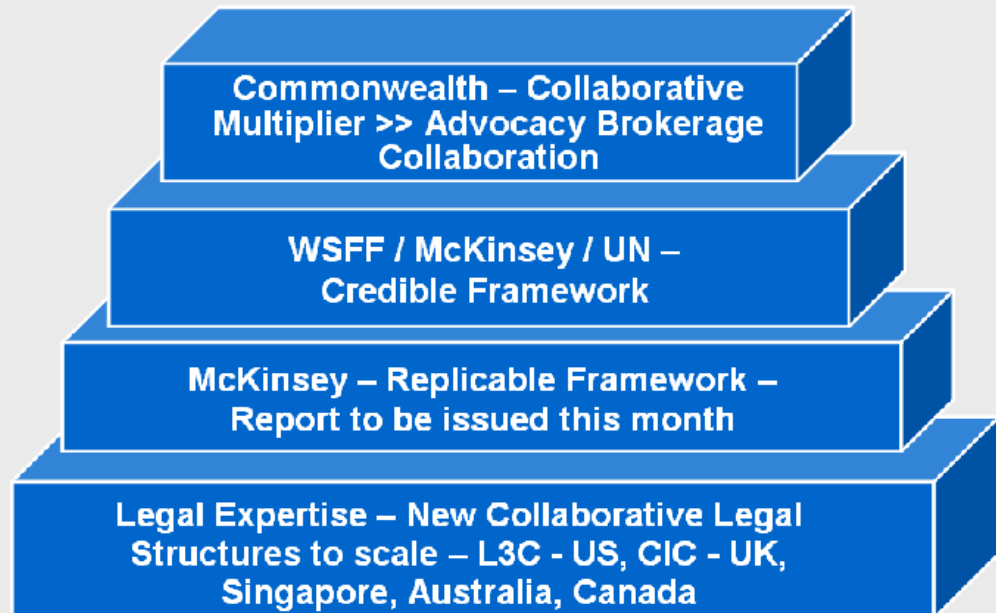 Commonwealth – Collaborative
Multiplier >> Advocacy Brokerage
Collaboration
WSFF / McKinsey / UN –
Credible Framework
McKinsey – Replicable Framework –
Report to be issued this month
Legal Expertise – New Collaborative Legal
Structures to scale – L3C - US, CIC - UK,
Singapore, Australia, Canada